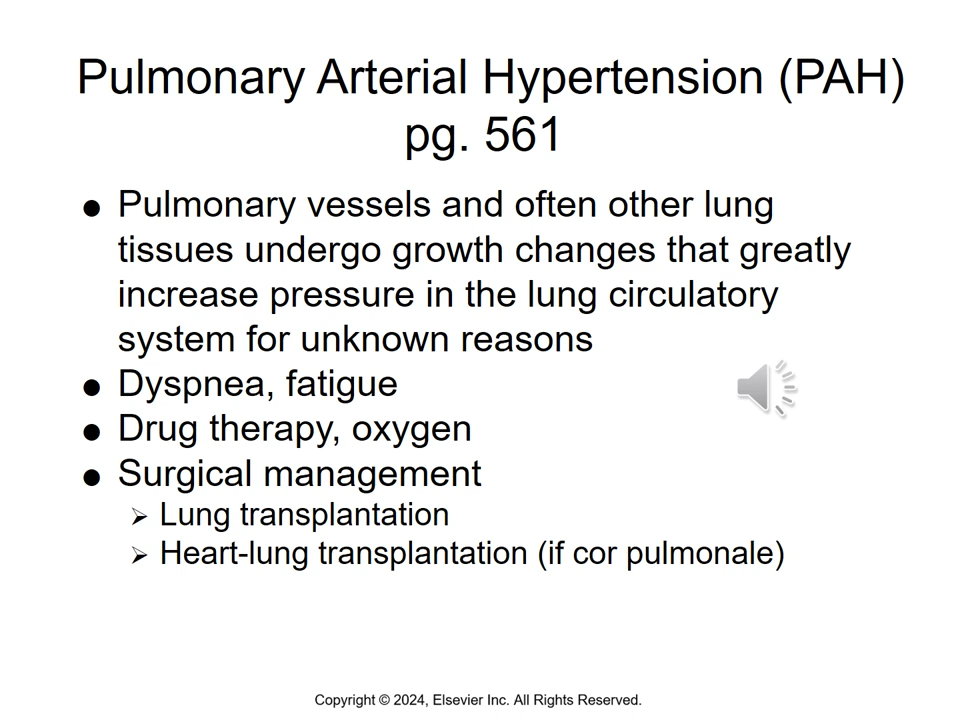 Pulmonary Arterial Hypertension (PAH)
pg. 561
● Pulmonary vessels and often other lung
tissues undergo growth changes that greatly
increase pressure in the lung circulatory
system for unknown reasons
● Dyspnea, fatigue
● Drug therapy, oxygen
● Surgical management
➢ Lung transplantation
➢ Heart-lung transplantation (if cor pulmonale)
Copyright © 2024, Elsevier Inc. All Rights Reserved.